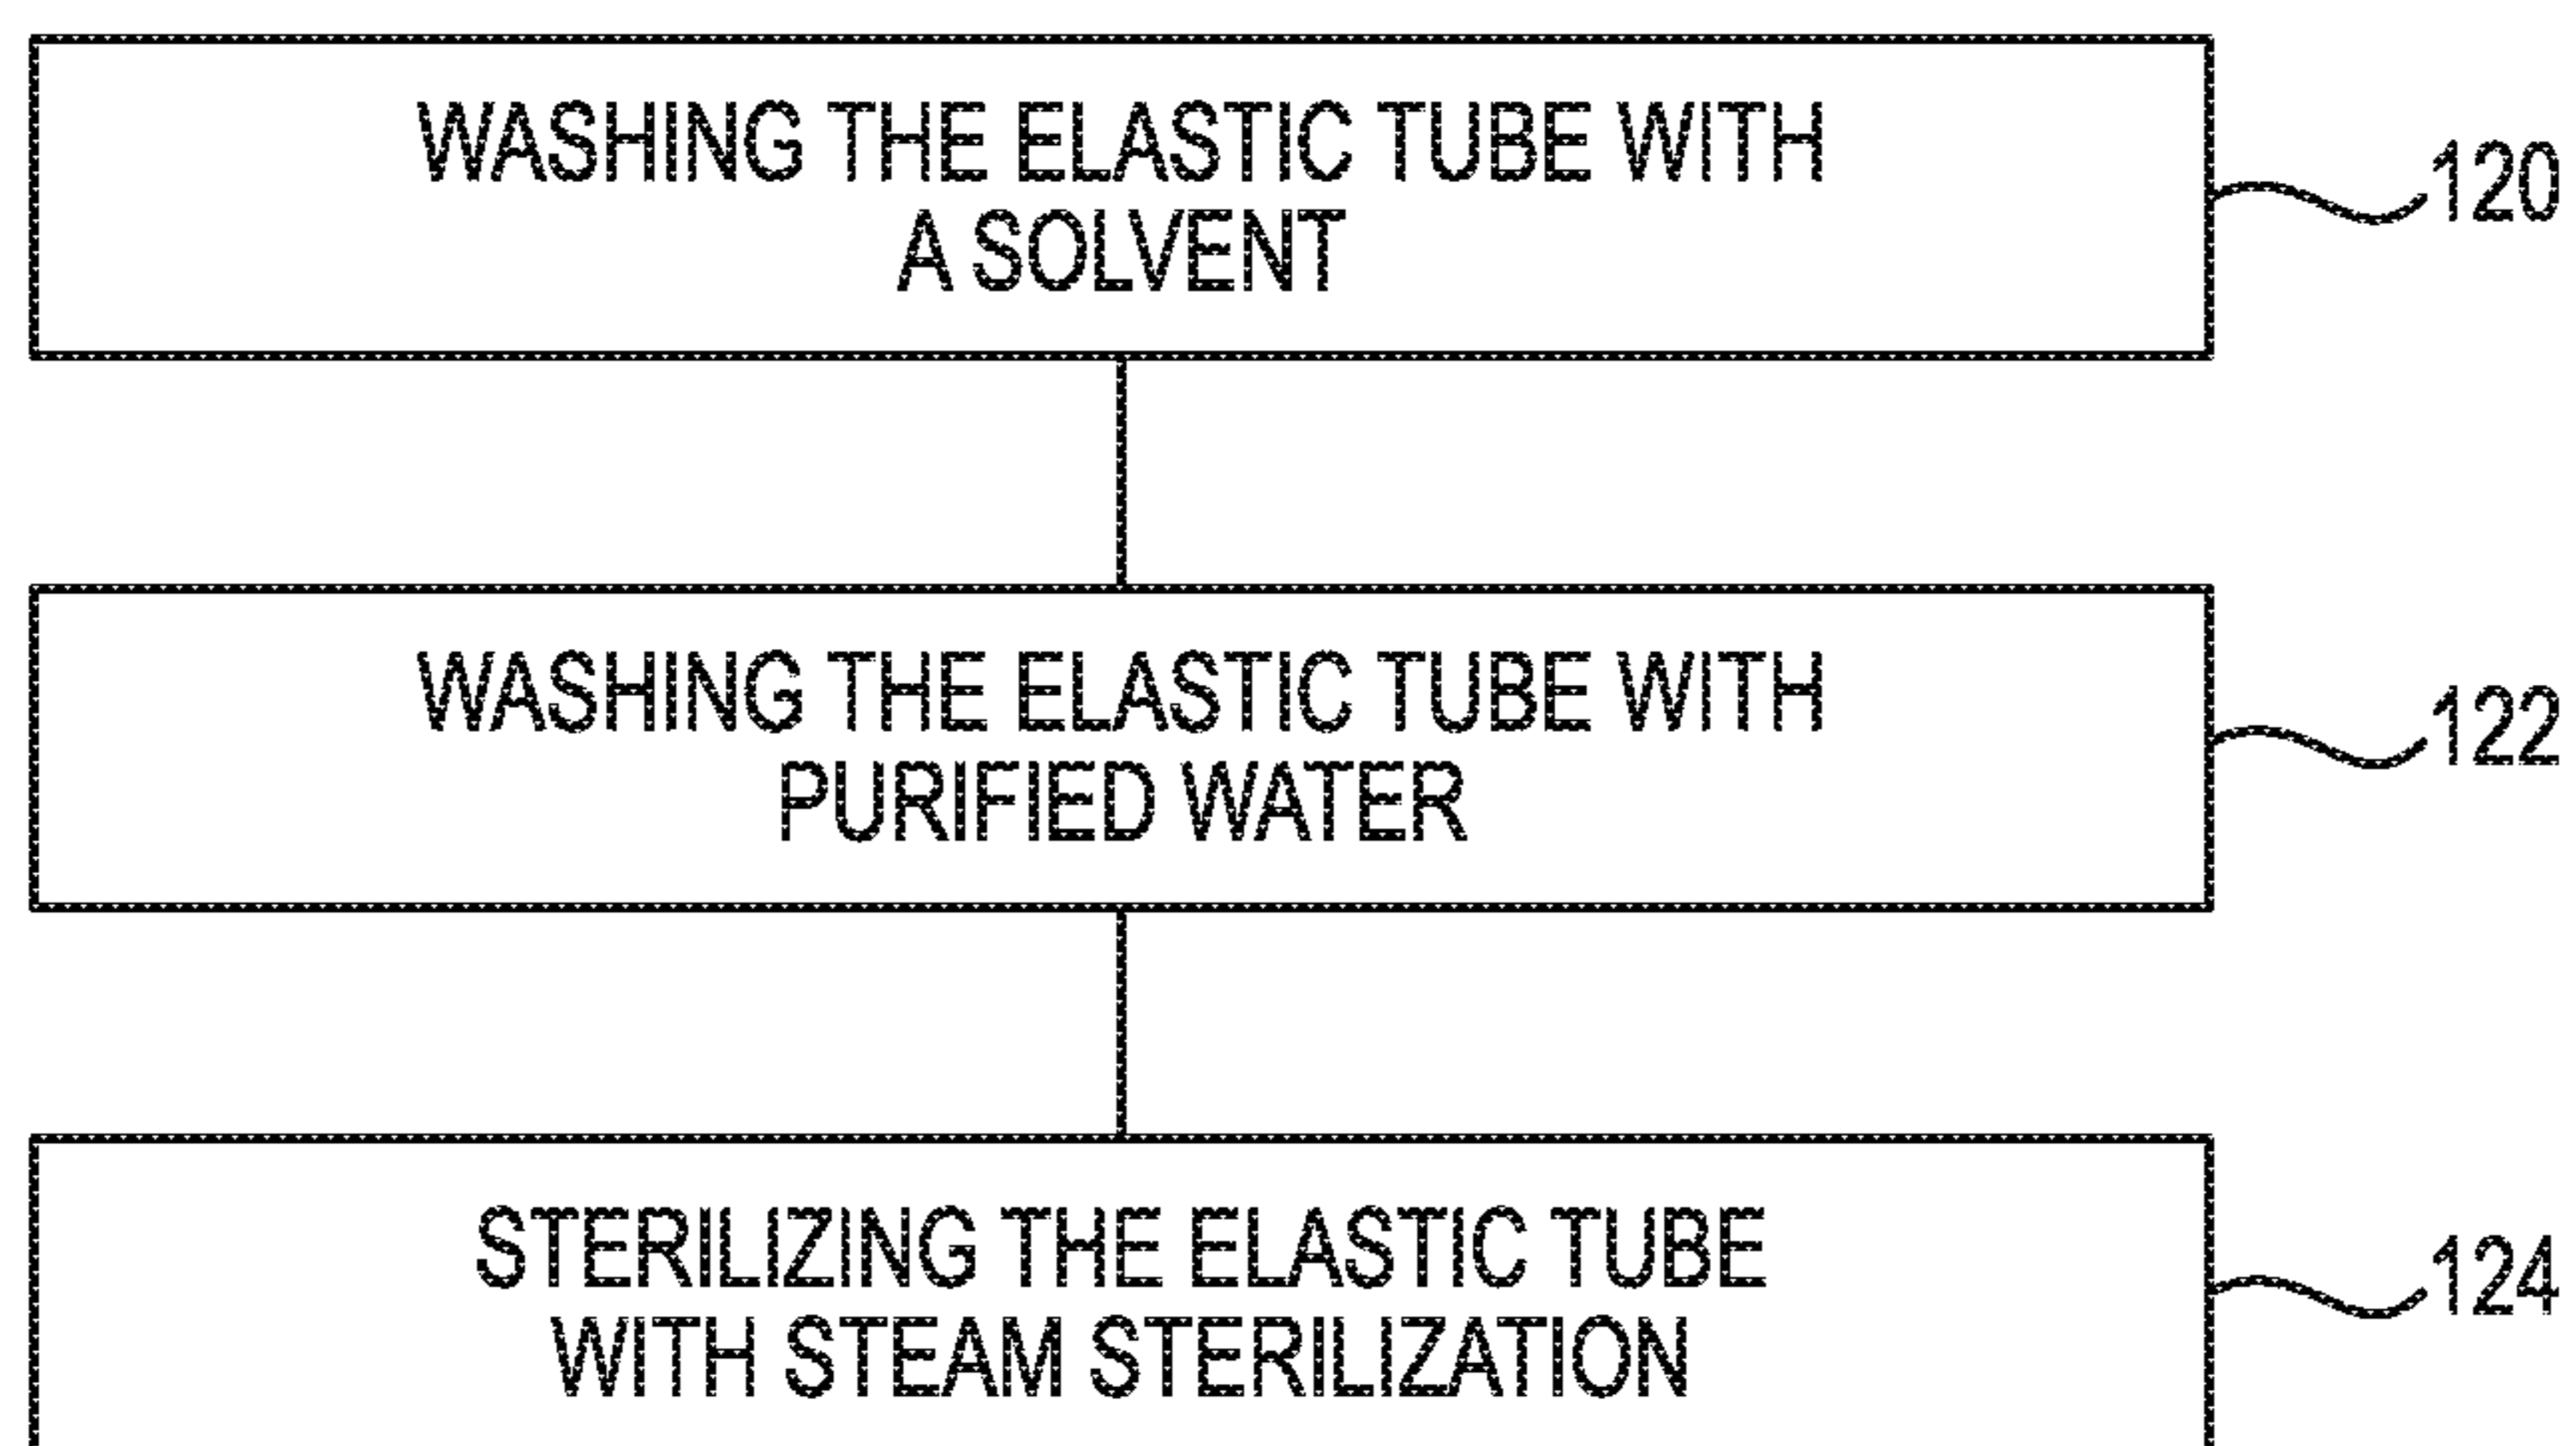 WASHING THE ELASTIC TUBE WITH
A SOLVENT
120
WASHING THE ELASTIC TUBE WITH
PURIFIED WATER
122
STERILIZING THE ELASTIC TUBE
WITH STEAM STERILIZATION
124